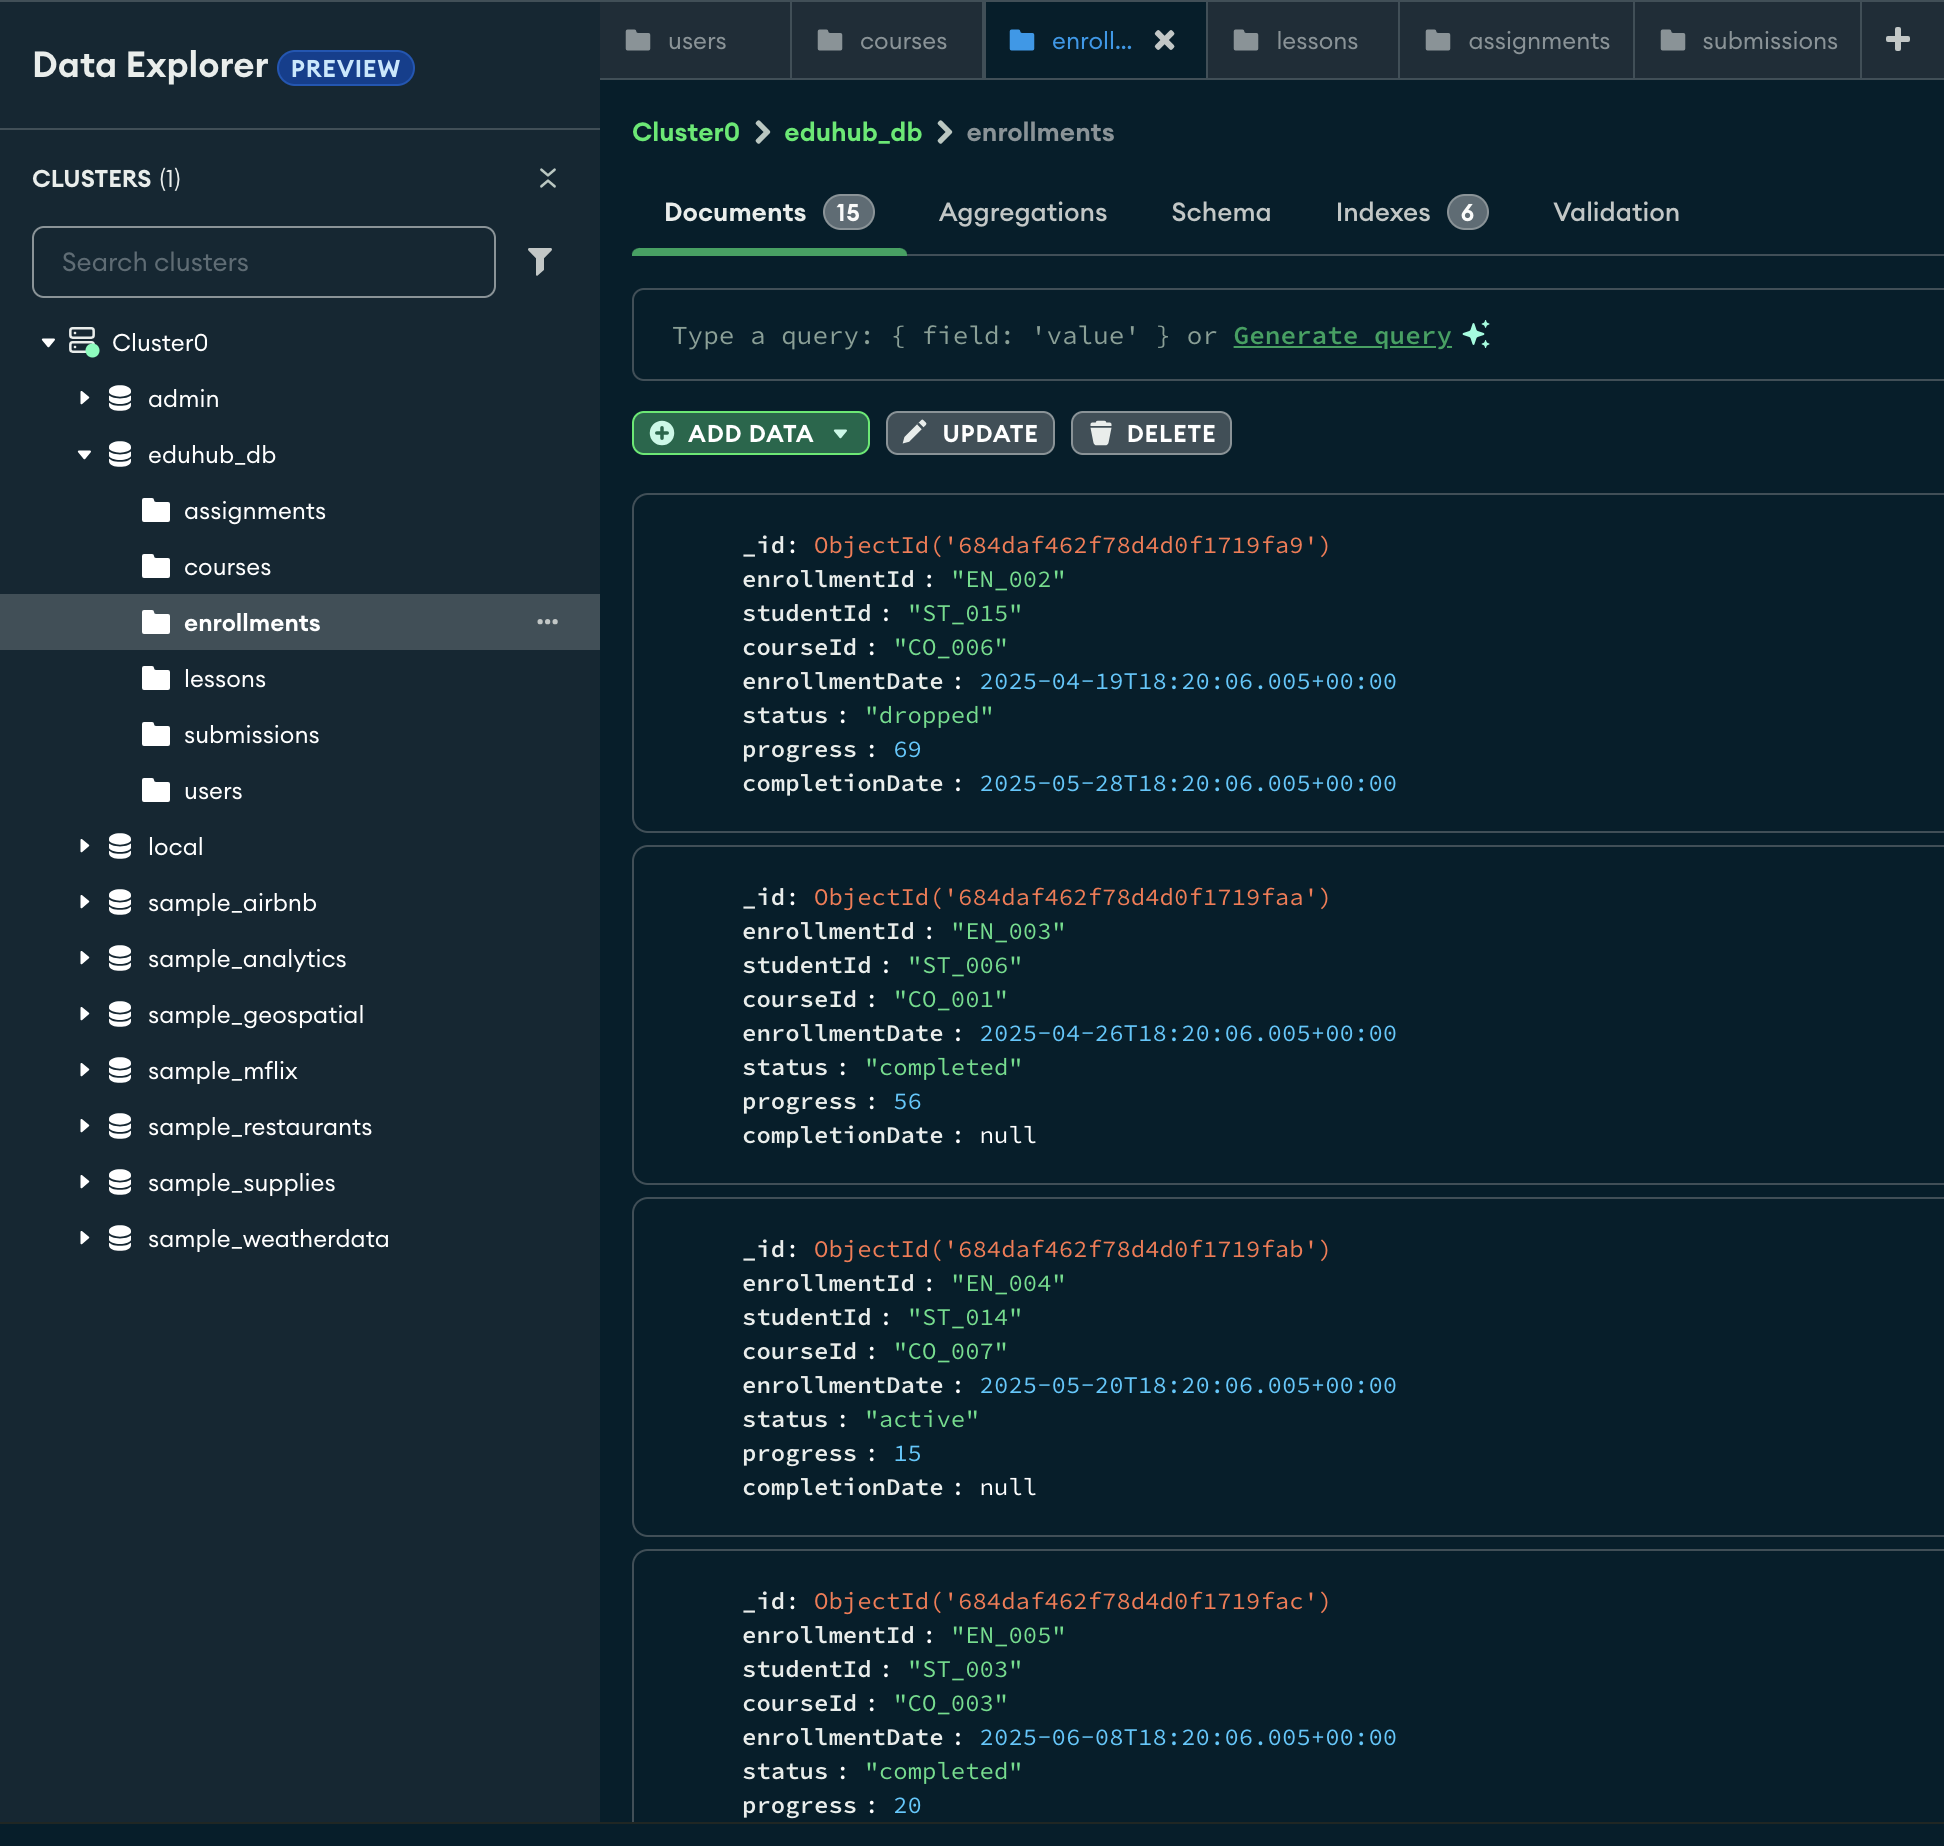 Data Explorer PREVIEW
CLUSTERS (1)
Search clusters
Cluster0
admin
eduhub_db
assignments
courses
enrollments
lessons
submissions
users
local
sample_airbnb
sample_analytics
sample_geospatial
sample_mflix
sample_restaurants
sample_supplies
sample_weatherdata
users courses enroll... lessons assignments submissions
Cluster0 > eduhub_db > enrollments
Documents 15 Aggregations Schema Indexes 6 Validation
Type a query: { field: 'value' } or Generate query
ADD DATA UPDATE DELETE
_id: ObjectId('684daf462f78d4d0f1719fa9')
enrollmentId : "EN_002"
studentId : "ST_015"
courseId : "CO_006"
enrollmentDate : 2025-04-19T18:20:06.005+00:00
status : "dropped"
progress : 69
completionDate : 2025-05-28T18:20:06.005+00:00
_id: ObjectId('684daf462f78d4d0f1719faa')
enrollmentId : "EN_003"
studentId : "ST_006"
courseId : "CO_001"
enrollmentDate : 2025-04-26T18:20:06.005+00:00
status : "completed"
progress : 56
completionDate : null
_id: ObjectId('684daf462f78d4d0f1719fab')
enrollmentId : "EN_004"
studentId : "ST_014"
courseId : "CO_007"
enrollmentDate : 2025-05-20T18:20:06.005+00:00
status : "active"
progress : 15
completionDate : null
_id: ObjectId('684daf462f78d4d0f1719fac')
enrollmentId : "EN_005"
studentId : "ST_003"
courseId : "CO_003"
enrollmentDate : 2025-06-08T18:20:06.005+00:00
status : "completed"
progress : 20